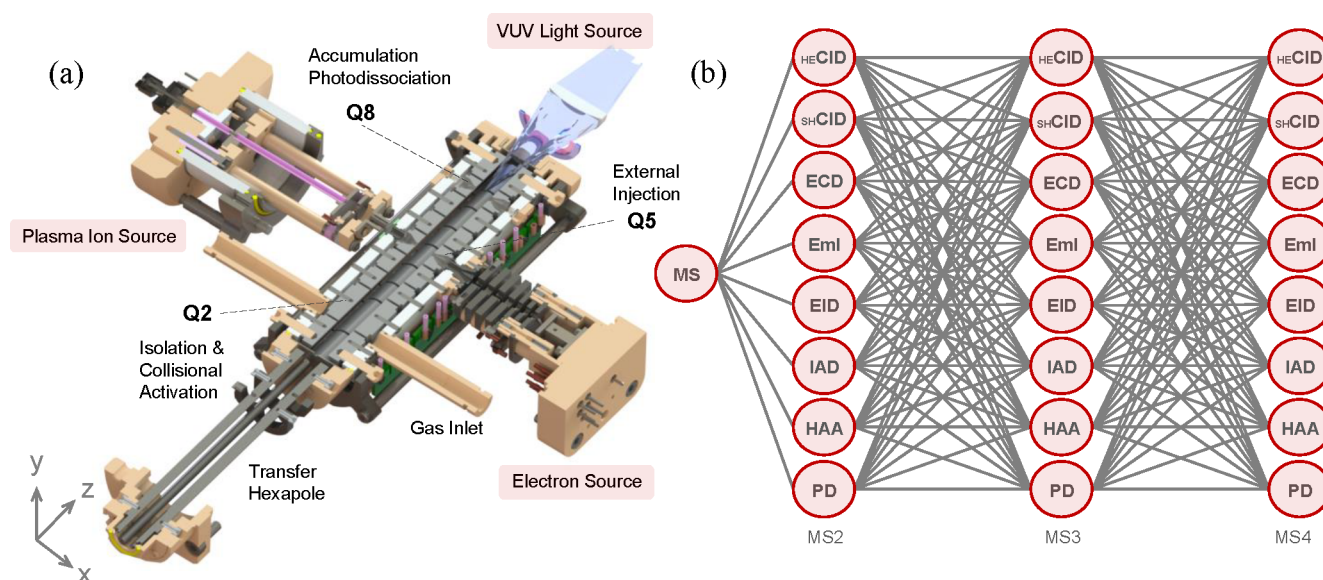 (a)
VUV Light Source
Accumulation
Photodissociation
Q8
External
Injection
Q5
Plasma Ion Source
Q2
Isolation &
Collisional
Activation
Gas Inlet
Transfer
Hexapole
Electron Source
y
z
x
(b)
MS
HECID
SHCID
ECD
EmI
EID
IAD
HAA
PD
MS2
HECID
SHCID
ECD
EmI
EID
IAD
HAA
PD
MS3
HECID
SHCID
ECD
EmI
EID
IAD
HAA
PD
MS4